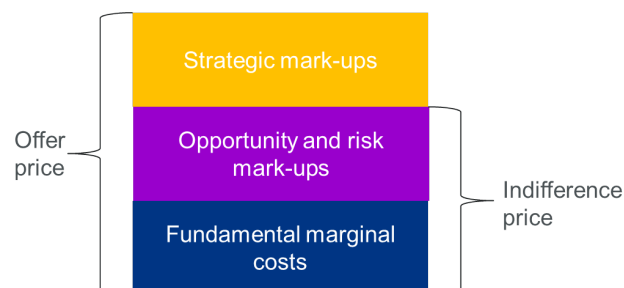 Strategic mark-ups
Offer
price
Opportunity and risk
mark-ups
Indifference
price
Fundamental marginal
costs